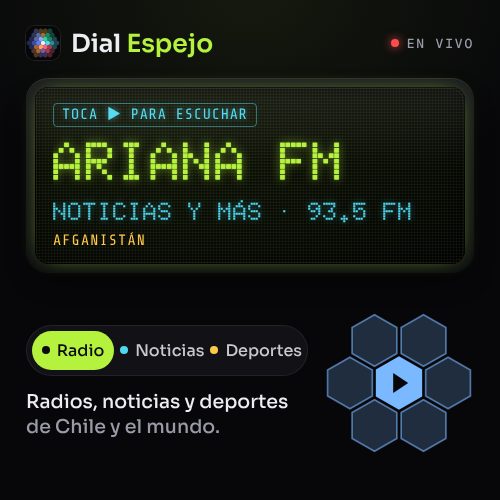 Dial Espejo
EN VIVO
TOCA ▶ PARA ESCUCHAR
ARIANA FM
NOTICIAS Y MÁS · 93,5 FM
AFGANISTÁN
Radio Noticias Deportes
Radios, noticias y deportes
de Chile y el mundo.